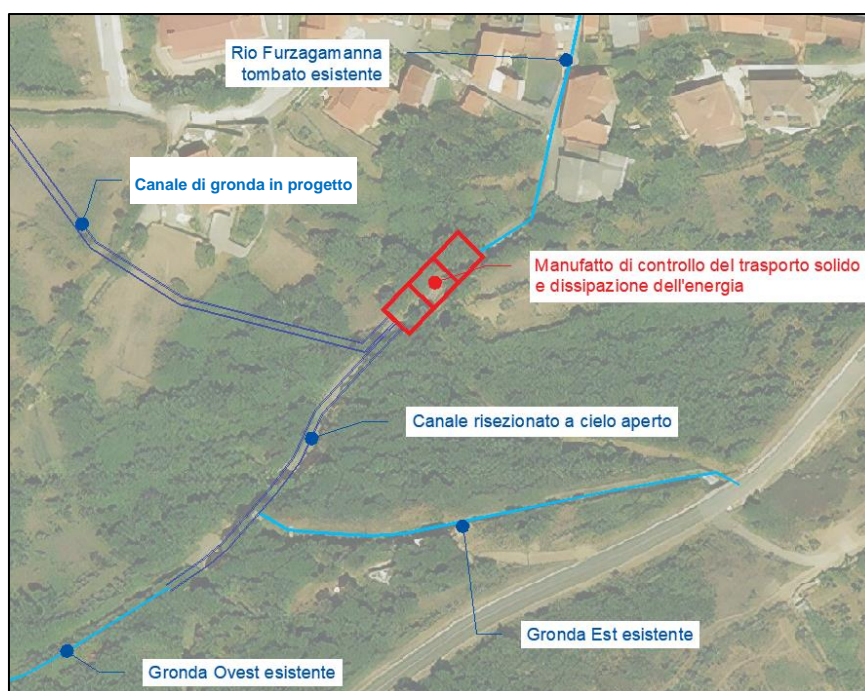 Rio Furzagamanna
tombato esistente
Canale di gronda in progetto
Manufatto di controllo del trasporto solido
e dissipazione dell'energia
Canale risezionato a cielo aperto
Gronda Est esistente
Gronda Ovest esistente